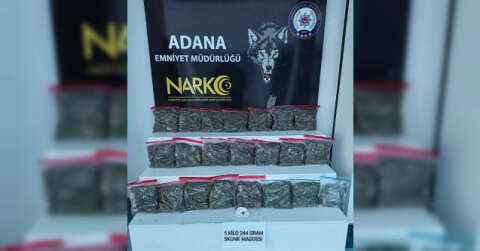 ADANA
EMNİYET MÜDÜRLÜĞÜ
NARKO
5 KİLO 244 GRAM
SKUNK MADDESİ